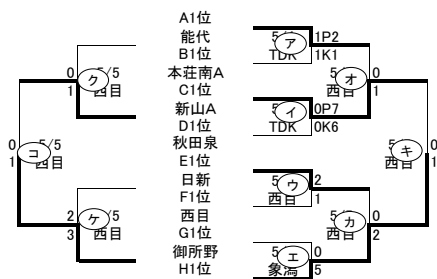 A1位
能代
B1位
本荘南A
C1位
新山A
D1位
秋田泉
E1位
日新
F1位
西目
G1位
御所野
H1位
ア
TDK
1P2
1K1
イ
TDK
0P7
0K6
ウ
西目
2
1
エ
象潟
0
5
オ
西目
0
1
カ
西目
0
2
キ
0
1
ク
5/5
西目
0
1
ケ
5/5
西目
2
3
コ
5/5
西目
0
1